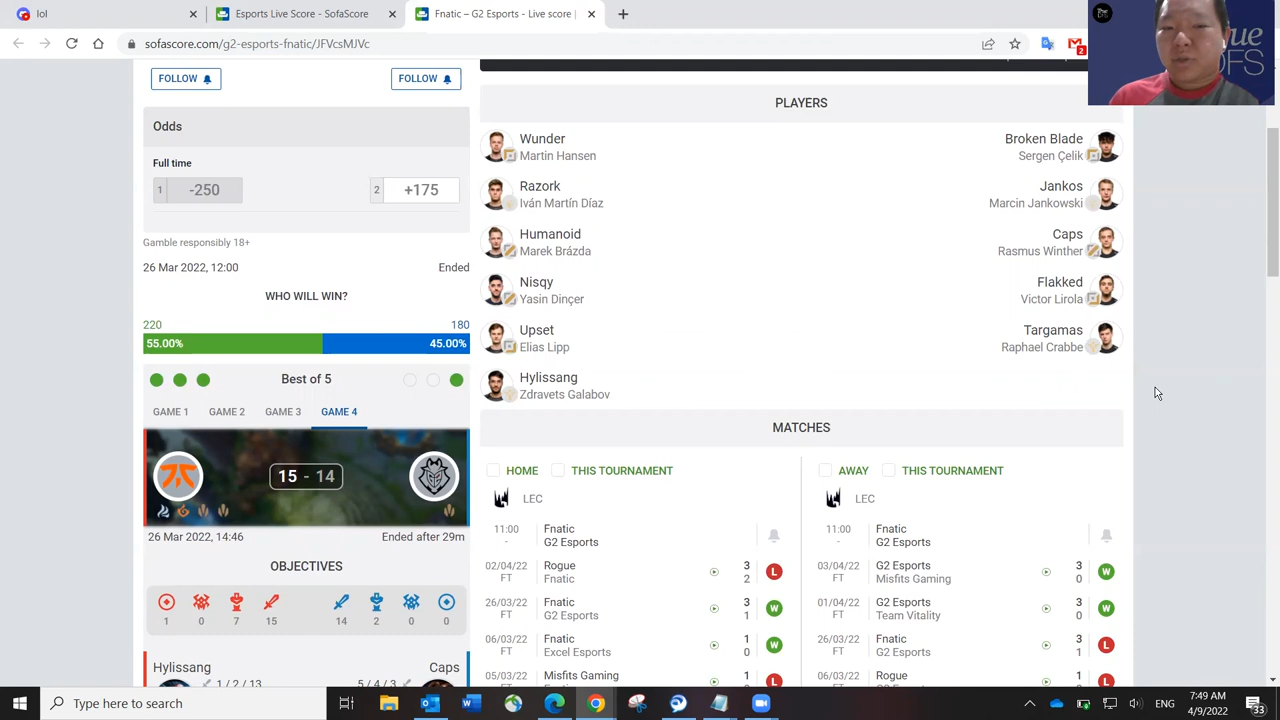 lol
Esports Live Score - SofaScore
Fnatic – G2 Esports - Live score |
sofascore.com/g2-esports-fnatic/JFVcsMJVc
2
FOLLOW
FOLLOW
Odds
Full time
1 -250
2 +175
Gamble responsibly 18+
26 Mar 2022, 12:00 Ended
WHO WILL WIN?
220 180
55.00% 45.00%
Best of 5
GAME 1 GAME 2 GAME 3 GAME 4
15 - 14
26 Mar 2022, 14:46 Ended after 29m
OBJECTIVES
1 0 7 15 14 2 0 0
Hylissang Caps
1 / 2 / 13 5 / 4 / 3
PLAYERS
Wunder
Martin Hansen
Broken Blade
Sergen Çelik
Razork
Iván Martín Díaz
Jankos
Marcin Jankowski
Humanoid
Marek Brázda
Caps
Rasmus Winther
Nisqy
Yasin Dinçer
Flakked
Victor Lirola
Upset
Elias Lipp
Targamas
Raphael Crabbe
Hylissang
Zdravets Galabov
MATCHES
HOME THIS TOURNAMENT
LEC
11:00 Fnatic
- G2 Esports
02/04/22 Rogue 3
FT Fnatic 2 L
26/03/22 Fnatic 3
FT G2 Esports 1 W
06/03/22 Fnatic 1
FT Excel Esports 0 W
05/03/22 Misfits Gaming 1
L
AWAY THIS TOURNAMENT
LEC
11:00 Fnatic
- G2 Esports
03/04/22 G2 Esports 3
FT Misfits Gaming 0 W
01/04/22 G2 Esports 3
FT Team Vitality 0 W
26/03/22 Fnatic 3
FT G2 Esports 1 L
06/03/22 Rogue 1
L
DFS
Type here to search
ENG
7:49 AM
4/9/2022
33